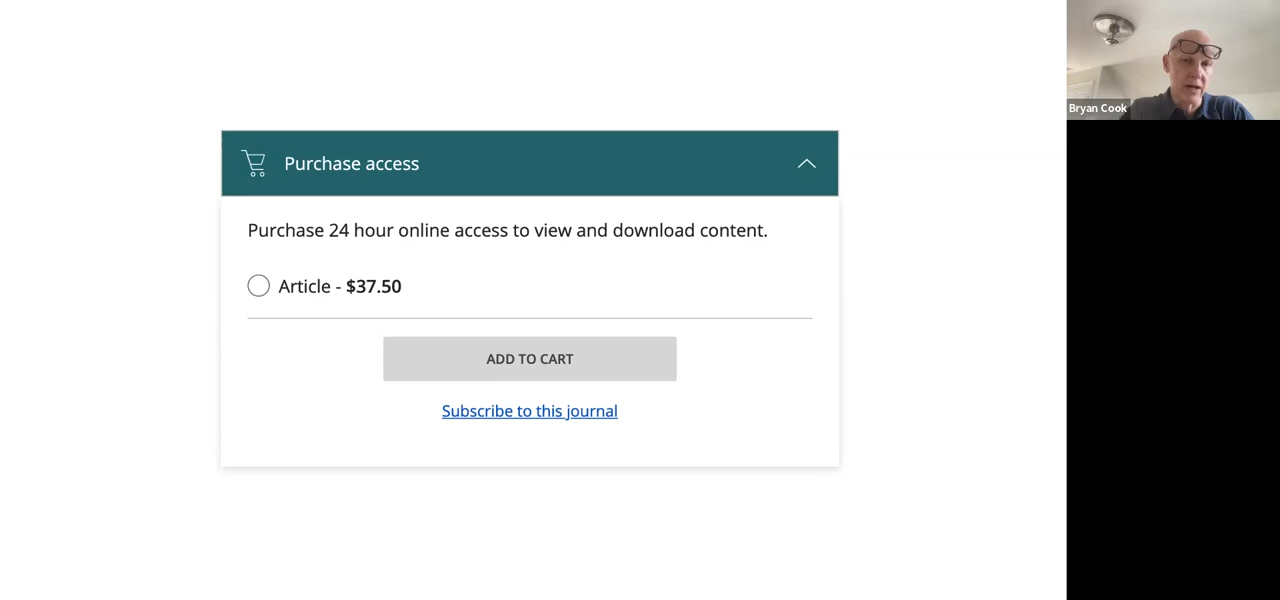 Purchase access
Purchase 24 hour online access to view and download content.
Article - $37.50
ADD TO CART
Subscribe to this journal
Bryan Cook